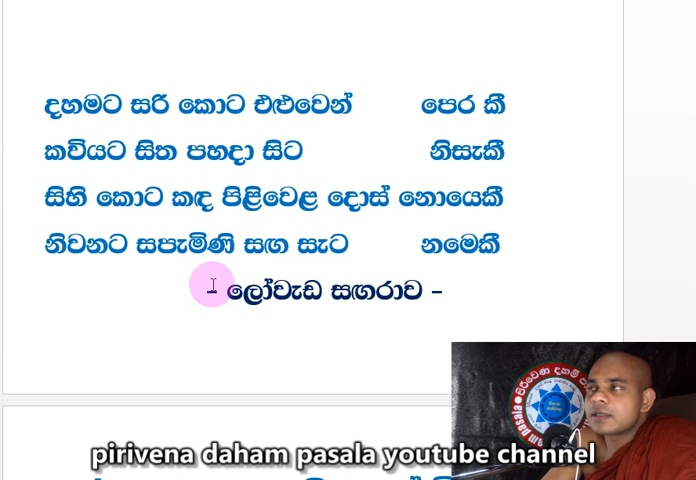 දහමට සරි කොට එළුවෙන් පෙර කී
කවියට සිත පහදා සිට නිසැකී
සිහි කොට කඳ පිළිවෙළ දොස් නොයෙකී
නිවනට සපැමිණි සඟ සැට නමෙකී
- ලෝවැඩ සඟරාව -
pirivena daham pasala youtube channel